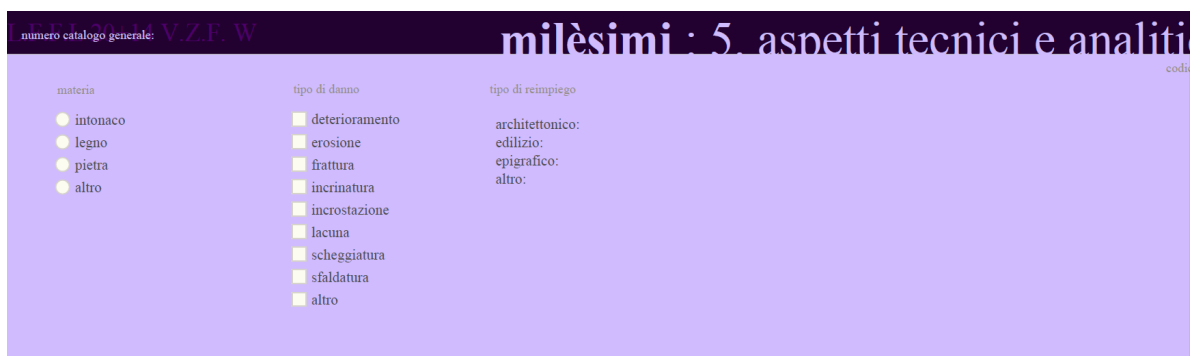 numero catalogo generale: V.Z.F. W
milèsimi : 5. aspetti tecnici e analiti
codic
materia
intonaco
legno
pietra
altro
tipo di danno
deterioramento
erosione
frattura
incrinatura
incrostazione
lacuna
scheggiatura
sfaldatura
altro
tipo di reimpiego
architettonico:
edilizio:
epigrafico:
altro: